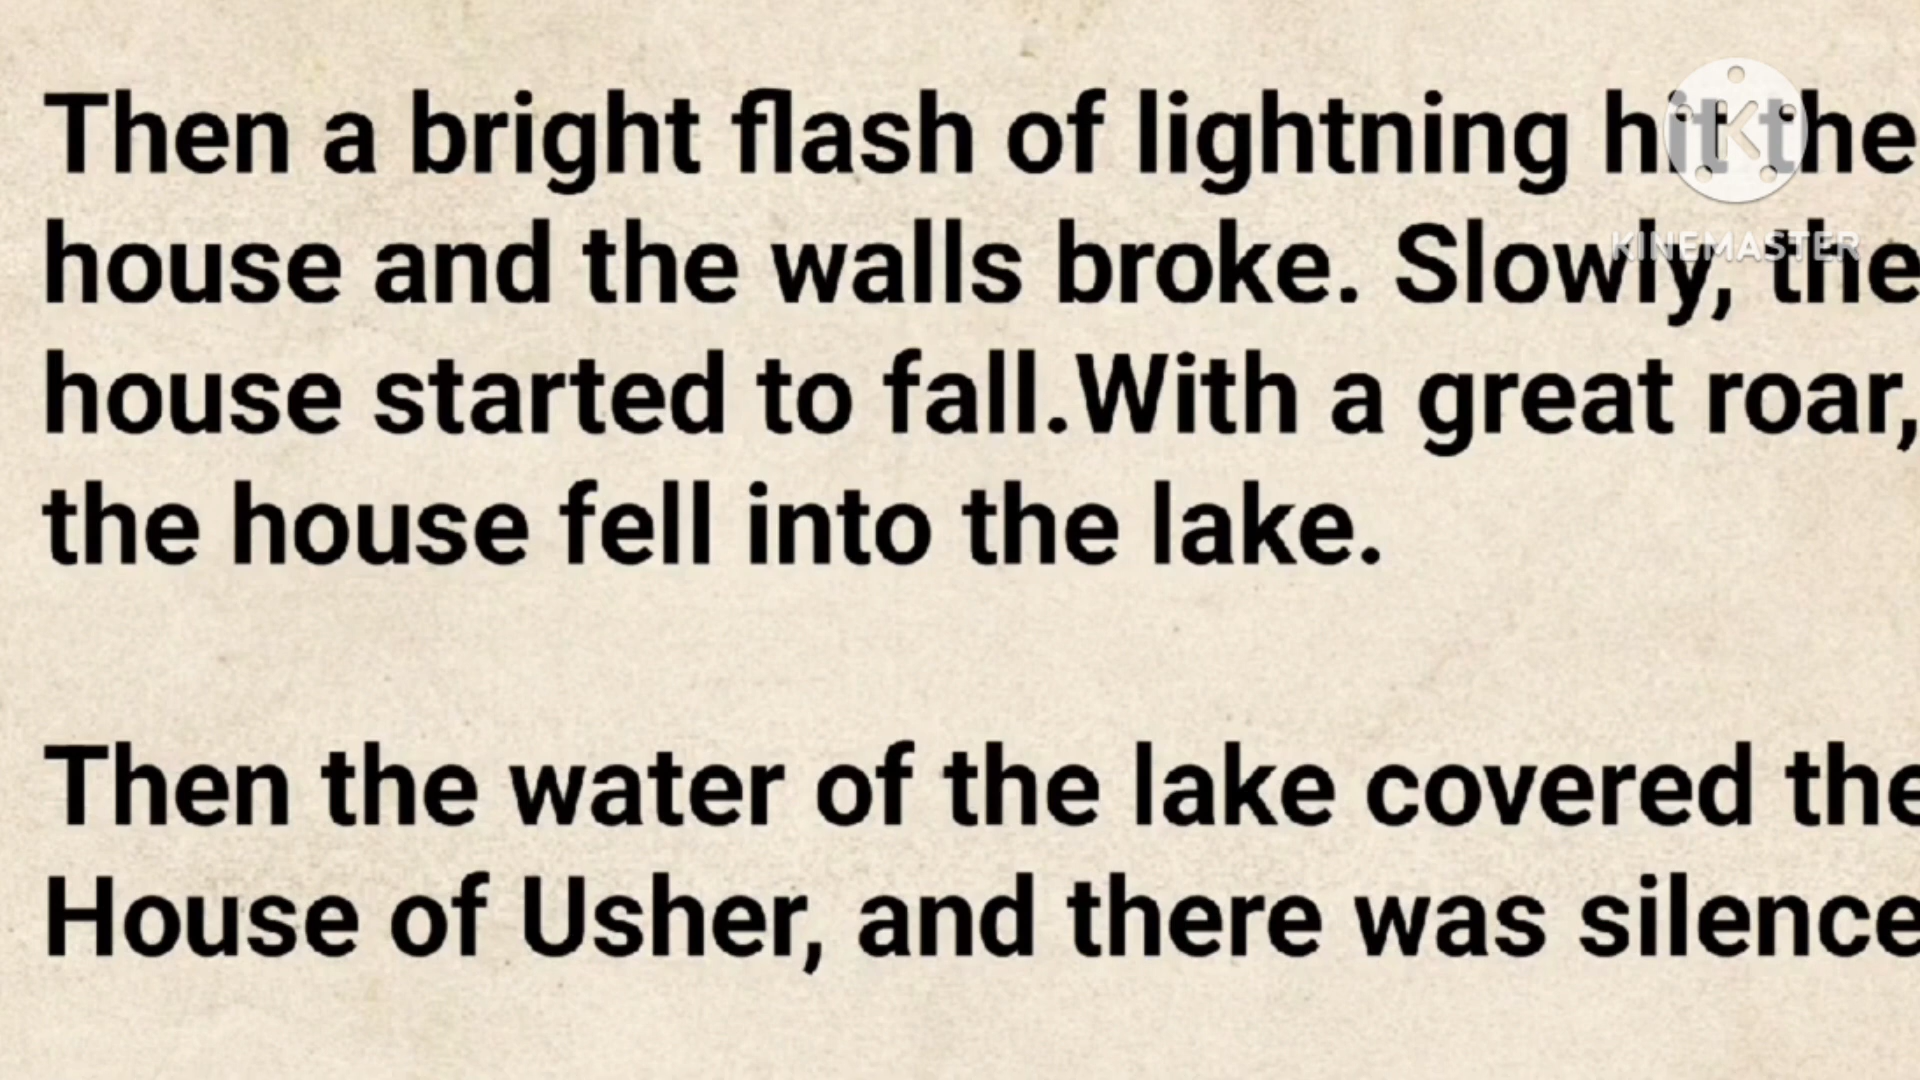 Then a bright flash of lightning hit the
house and the walls broke. Slowly, the
house started to fall.With a great roar,
the house fell into the lake.
Then the water of the lake covered the
House of Usher, and there was silence
K
KINEMASTER